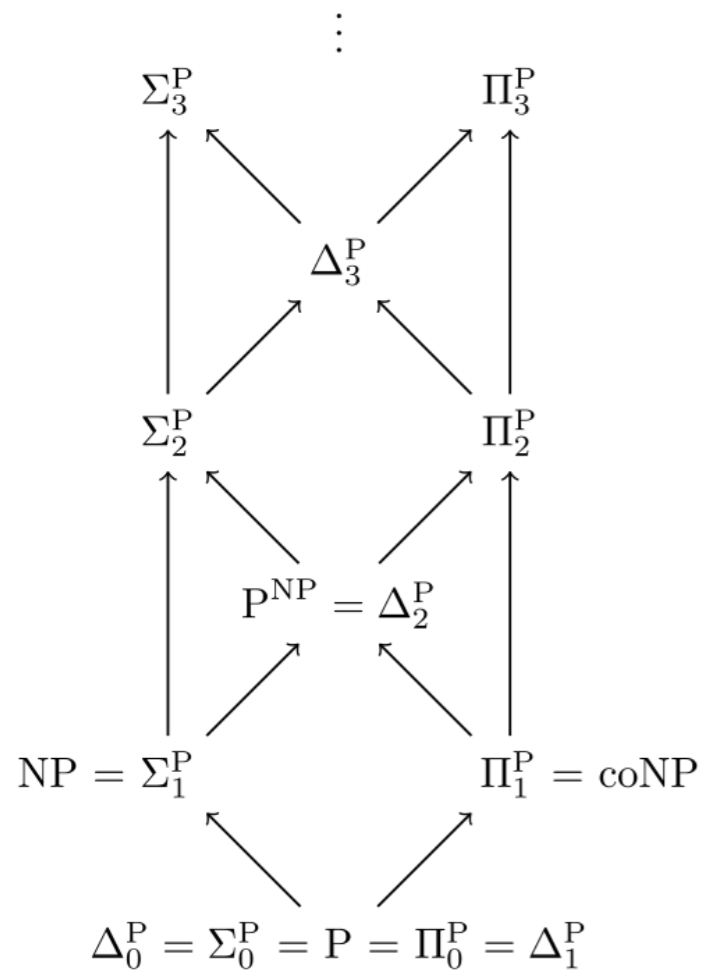 ⋮
Σ₃ᴾ Π₃ᴾ
Δ₃ᴾ
Σ₂ᴾ Π₂ᴾ
Pᴺᴾ = Δ₂ᴾ
NP = Σ₁ᴾ Π₁ᴾ = coNP
Δ₀ᴾ = Σ₀ᴾ = P = Π₀ᴾ = Δ₁ᴾ